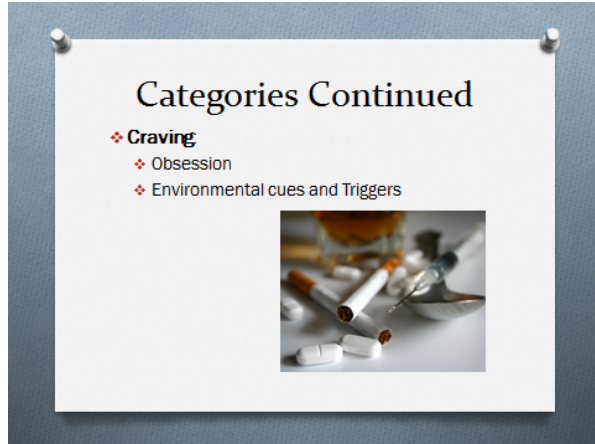 Categories Continued
Craving
Obsession
Environmental cues and Triggers